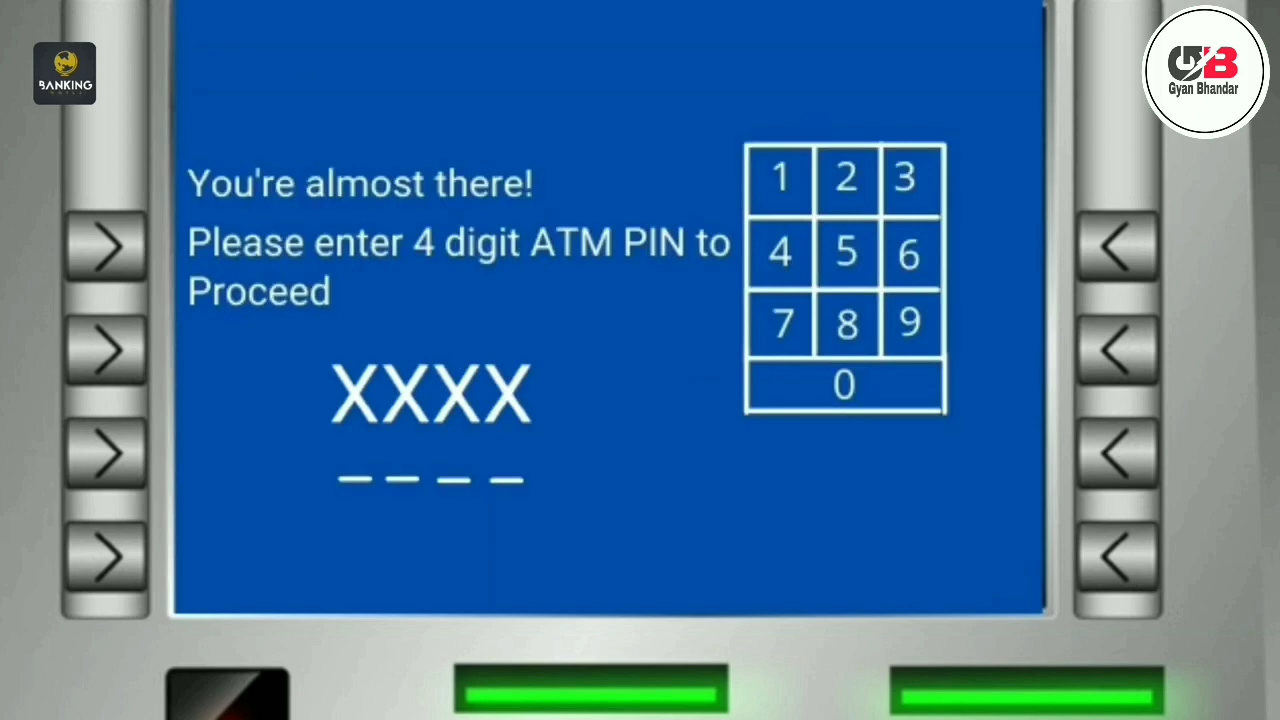 BANKING
GB
Gyan Bhandar
You're almost there!
Please enter 4 digit ATM PIN to
Proceed
XXXX
_ _ _ _
1 2 3
4 5 6
7 8 9
0